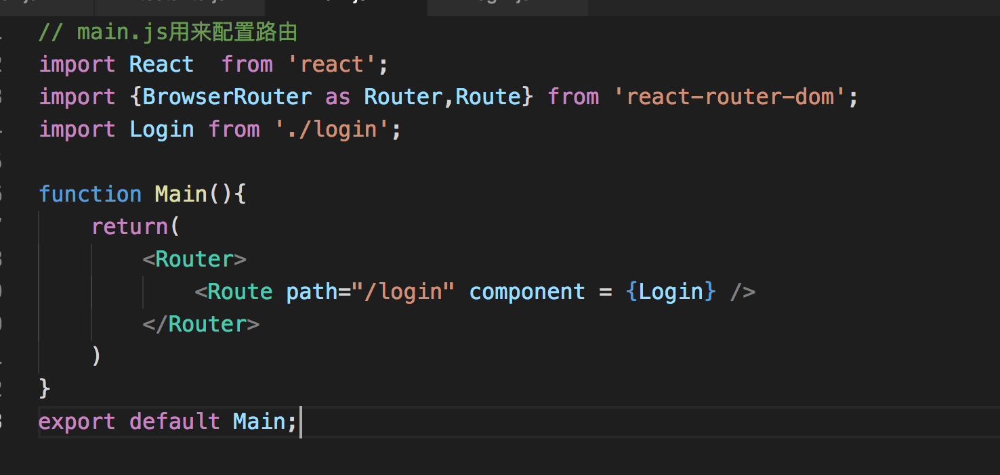 // main.js用来配置路由
import React  from 'react';
import {BrowserRouter as Router,Route} from 'react-router-dom';
import Login from './login';
function Main(){
    return(
        <Router>
            <Route path="/login" component = {Login} />
        </Router>
    )
}
export default Main;